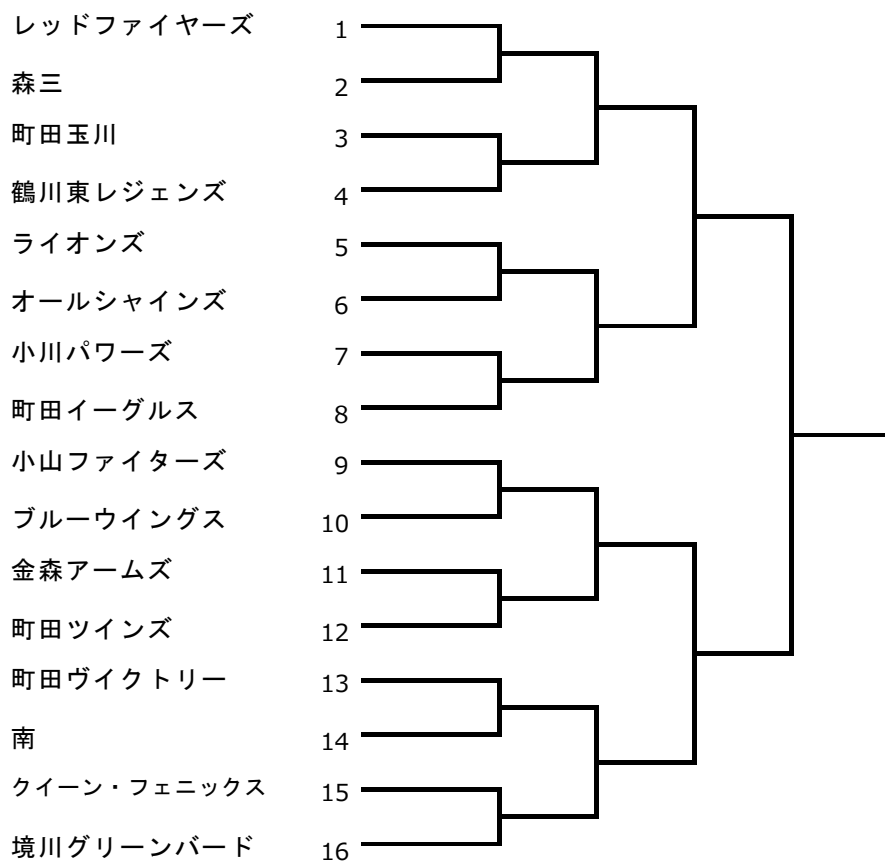 レッドファイヤーズ 1
森三 2
町田玉川 3
鶴川東レジェンズ 4
ライオンズ 5
オールシャインズ 6
小川パワーズ 7
町田イーグルス 8
小山ファイターズ 9
ブルーウイングス 10
金森アームズ 11
町田ツインズ 12
町田ヴイクトリー 13
南 14
クイーン・フェニックス 15
境川グリーンバード 16